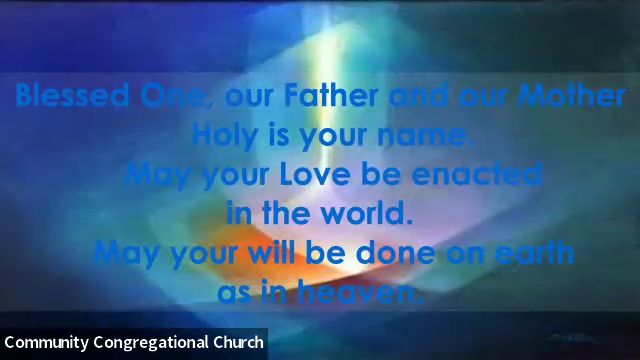 Blessed One, our Father and our Mother
Holy is your name.
May your Love be enacted
in the world.
May your will be done on earth
as in heaven.
Community Congregational Church